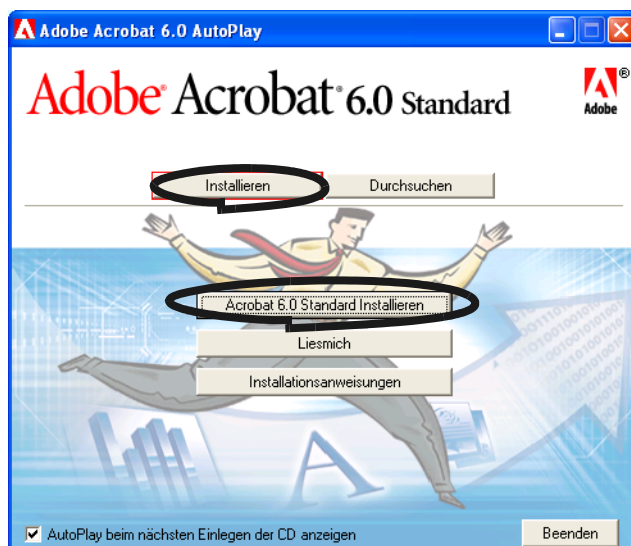 Adobe Acrobat 6.0 AutoPlay
Adobe® Acrobat® 6.0 Standard
®
Adobe
Installieren
Durchsuchen
Acrobat 6.0 Standard Installieren
Liesmich
Installationsanweisungen
A
AutoPlay beim nächsten Einlegen der CD anzeigen
Beenden